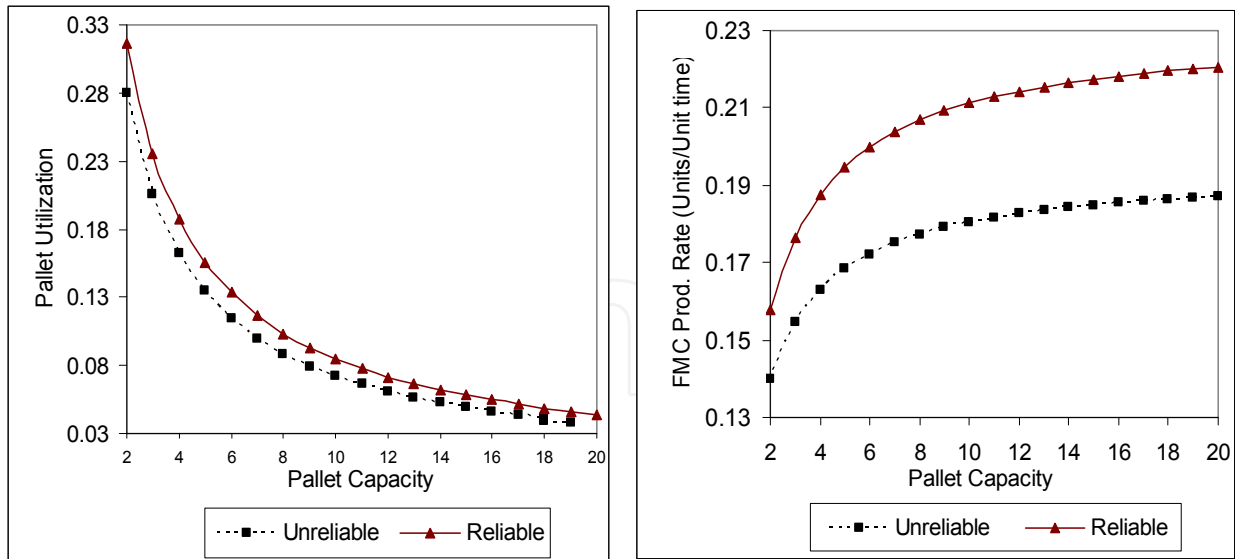 0.33
0.28
0.23
0.18
0.13
0.08
0.03
Pallet Utilization
2 4 6 8 10 12 14 16 18 20
Pallet Capacity
Unreliable Reliable
0.23
0.21
0.19
0.17
0.15
0.13
FMC Prod. Rate (Units/Unit time)
2 4 6 8 10 12 14 16 18 20
Pallet Capacity
Unreliable Reliable